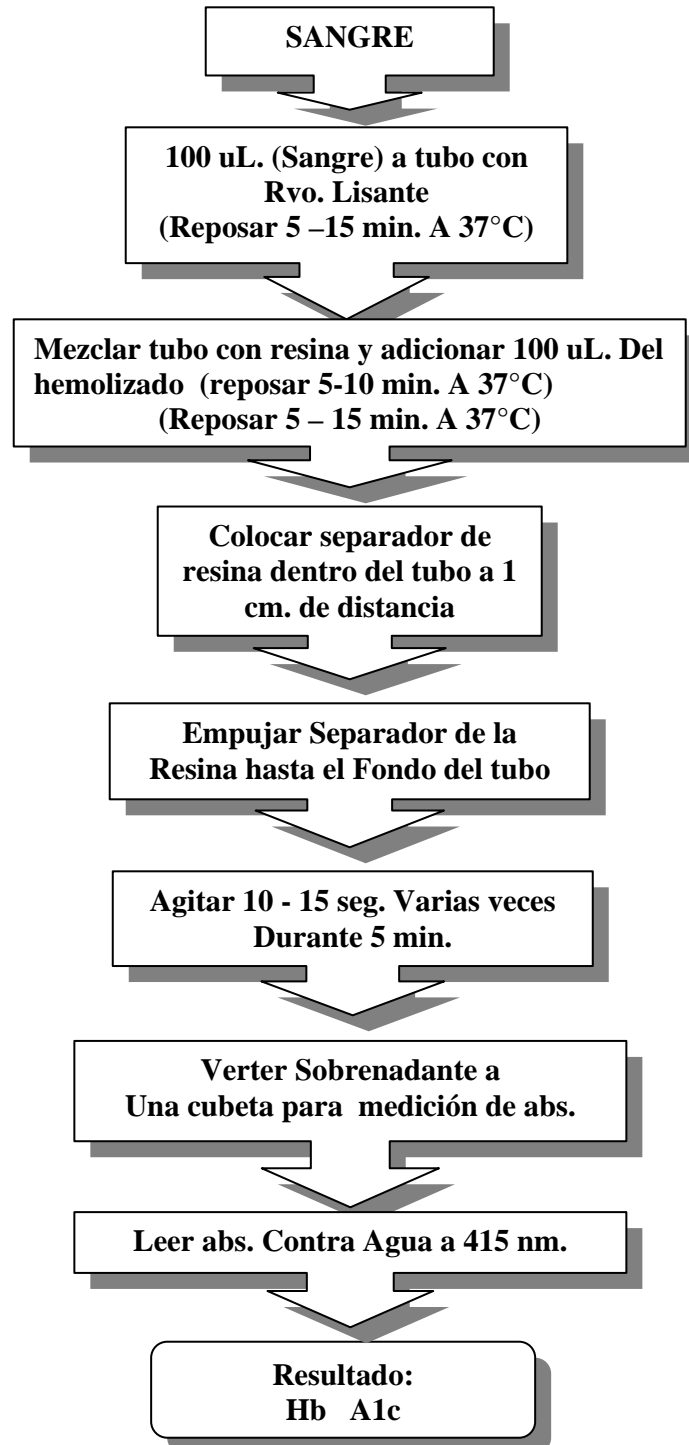 SANGRE
100 uL. (Sangre) a tubo con
Rvo. Lisante
(Reposar 5 –15 min. A 37°C)
Mezclar tubo con resina y adicionar 100 uL. Del
hemolizado (reposar 5-10 min. A 37°C)
(Reposar 5 – 15 min. A 37°C)
Colocar separador de
resina dentro del tubo a 1
cm. de distancia
Empujar Separador de la
Resina hasta el Fondo del tubo
Agitar 10 - 15 seg. Varias veces
Durante 5 min.
Verter Sobrenadante a
Una cubeta para medición de abs.
Leer abs. Contra Agua a 415 nm.
Resultado:
Hb A1c